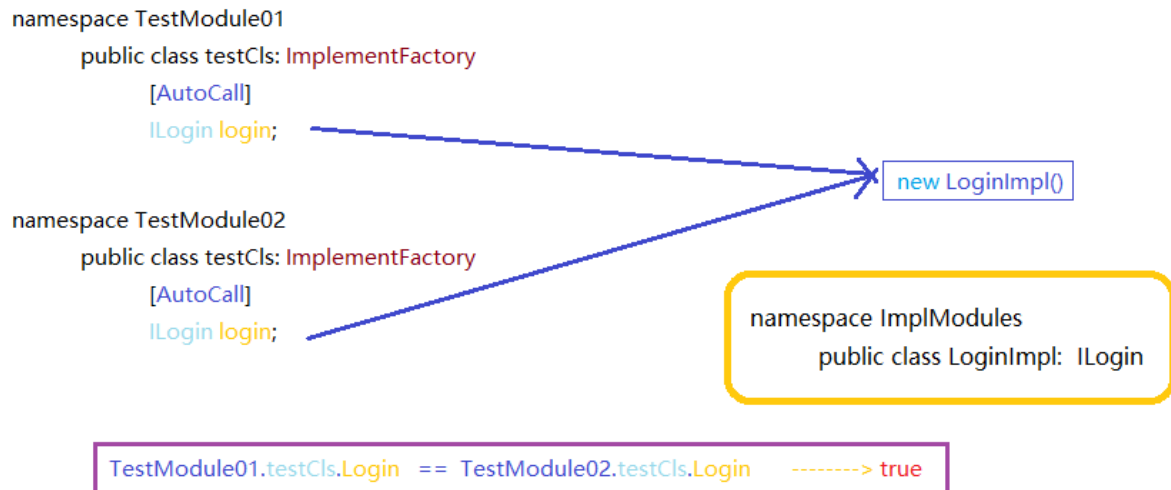 namespace TestModule01
public class testCls: ImplementFactory
[AutoCall]
ILogin login;
new LoginImpl()
namespace TestModule02
public class testCls: ImplementFactory
[AutoCall]
ILogin login;
namespace ImplModules
public class LoginImpl: ILogin
TestModule01.testCls.Login == TestModule02.testCls.Login --------> true